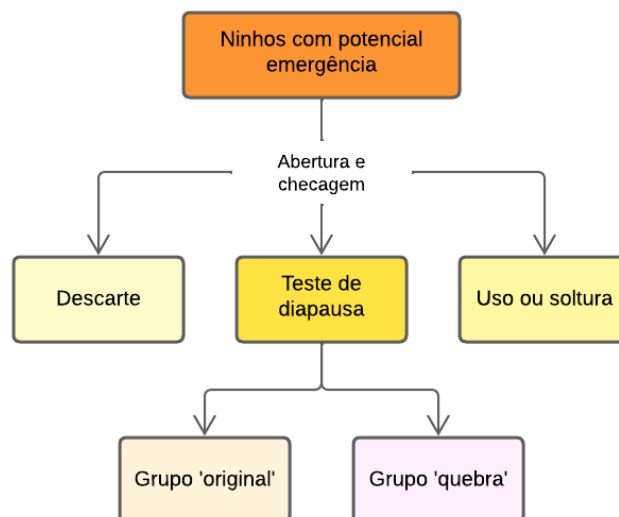 Ninhos com potencial
emergência
Abertura e
checagem
Descarte
Teste de
diapausa
Uso ou soltura
Grupo 'original'
Grupo 'quebra'